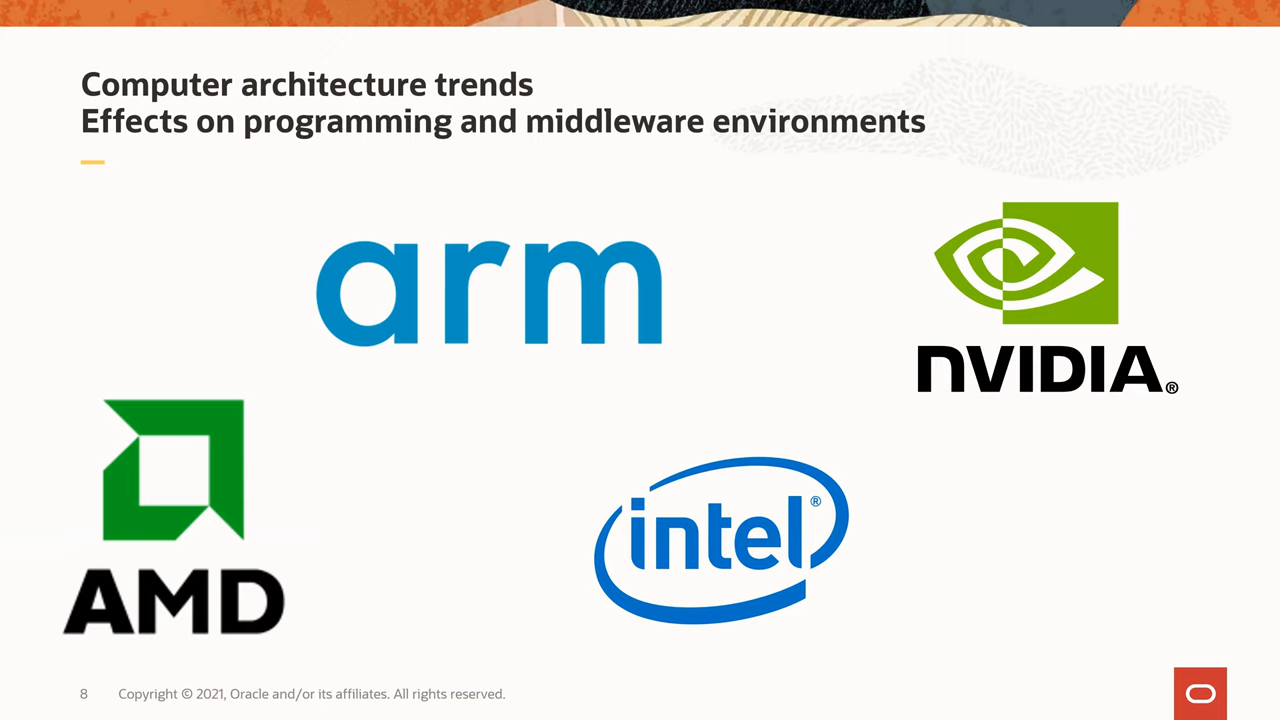 Computer architecture trends
Effects on programming and middleware environments
arm
NVIDIA®
AMD
intel®
8 Copyright © 2021, Oracle and/or its affiliates. All rights reserved.